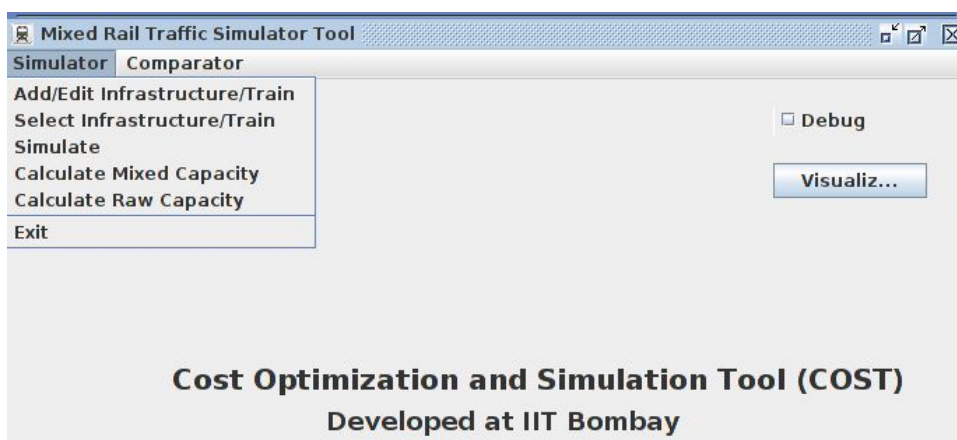 Mixed Rail Traffic Simulator Tool
Simulator Comparator
Add/Edit Infrastructure/Train
Select Infrastructure/Train
Simulate
Calculate Mixed Capacity
Calculate Raw Capacity
Exit
Debug
Visualiz...
Cost Optimization and Simulation Tool (COST)
Developed at IIT Bombay